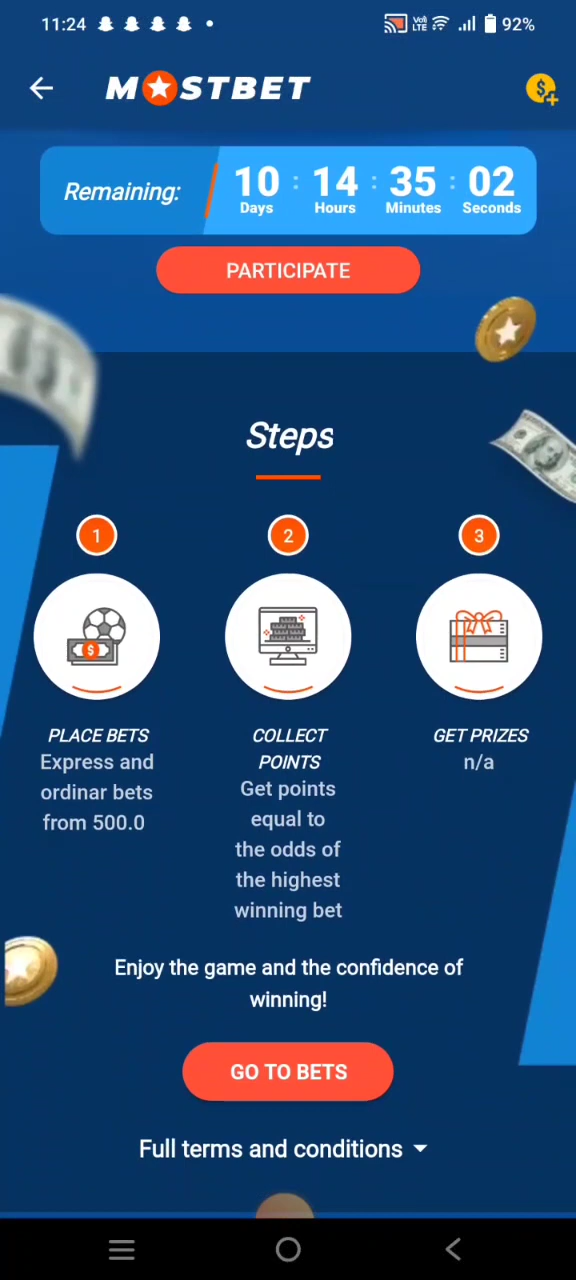 11:24
Vo)) LTE
92%
MOSTBET
Remaining:
10 : 14 : 35 : 02
Days Hours Minutes Seconds
PARTICIPATE
Steps
1 2 3
PLACE BETS
Express and
ordinar bets
from 500.0
COLLECT
POINTS
Get points
equal to
the odds of
the highest
winning bet
GET PRIZES
n/a
Enjoy the game and the confidence of
winning!
GO TO BETS
Full terms and conditions